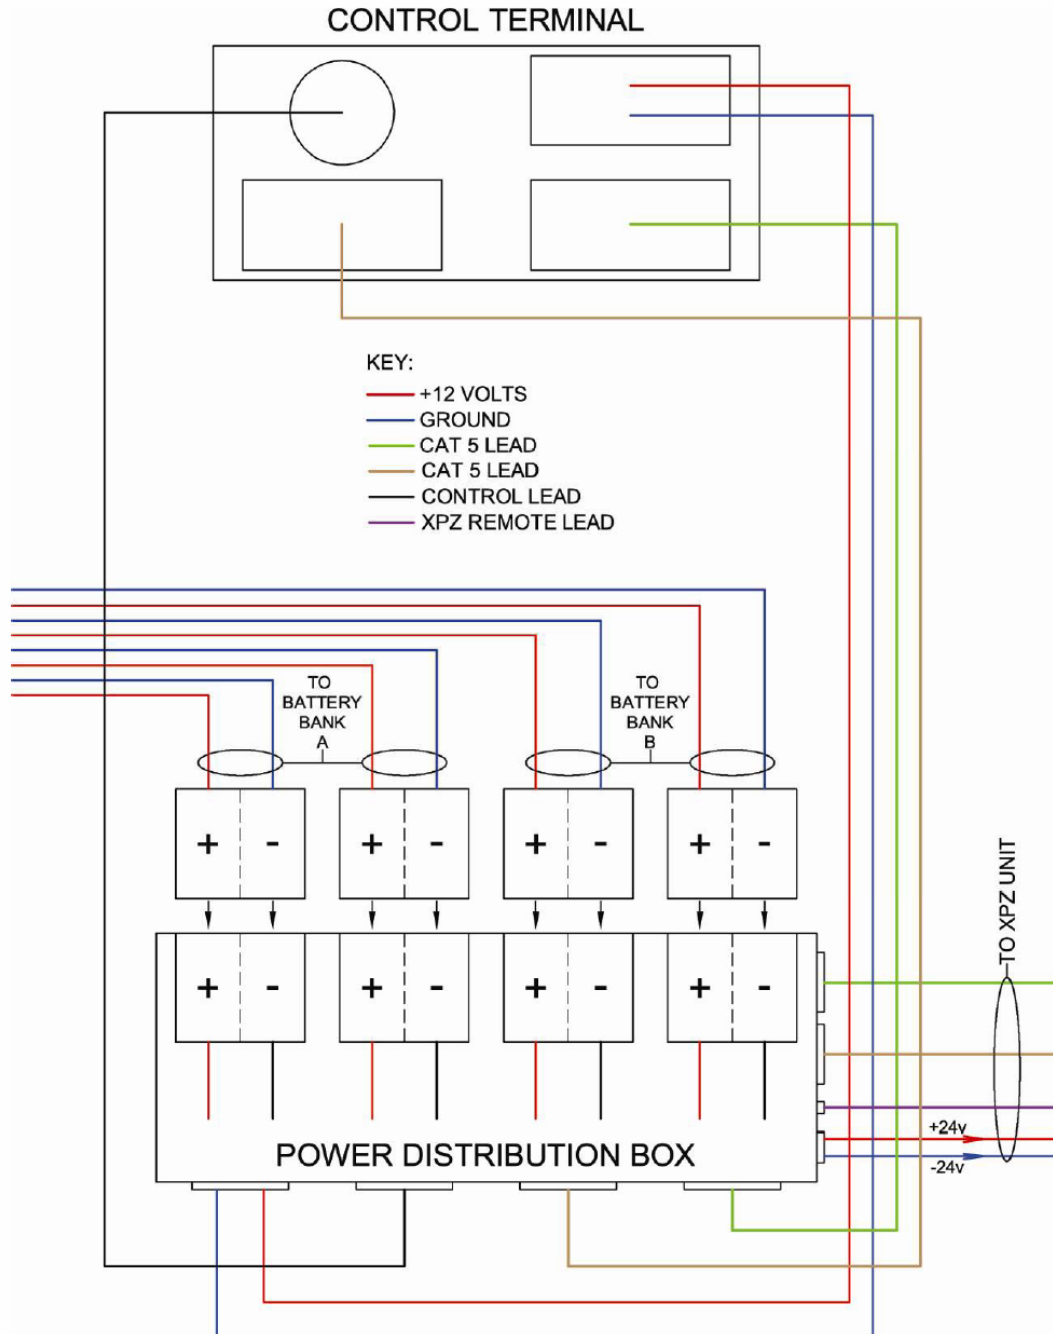 CONTROL TERMINAL
KEY:
+12 VOLTS
GROUND
CAT 5 LEAD
CAT 5 LEAD
CONTROL LEAD
XPZ REMOTE LEAD
TO
BATTERY
BANK
A
TO
BATTERY
BANK
B
+ - + - + - + -
TO XPZ UNIT
+ - + - + - + -
+24v
-24v
POWER DISTRIBUTION BOX